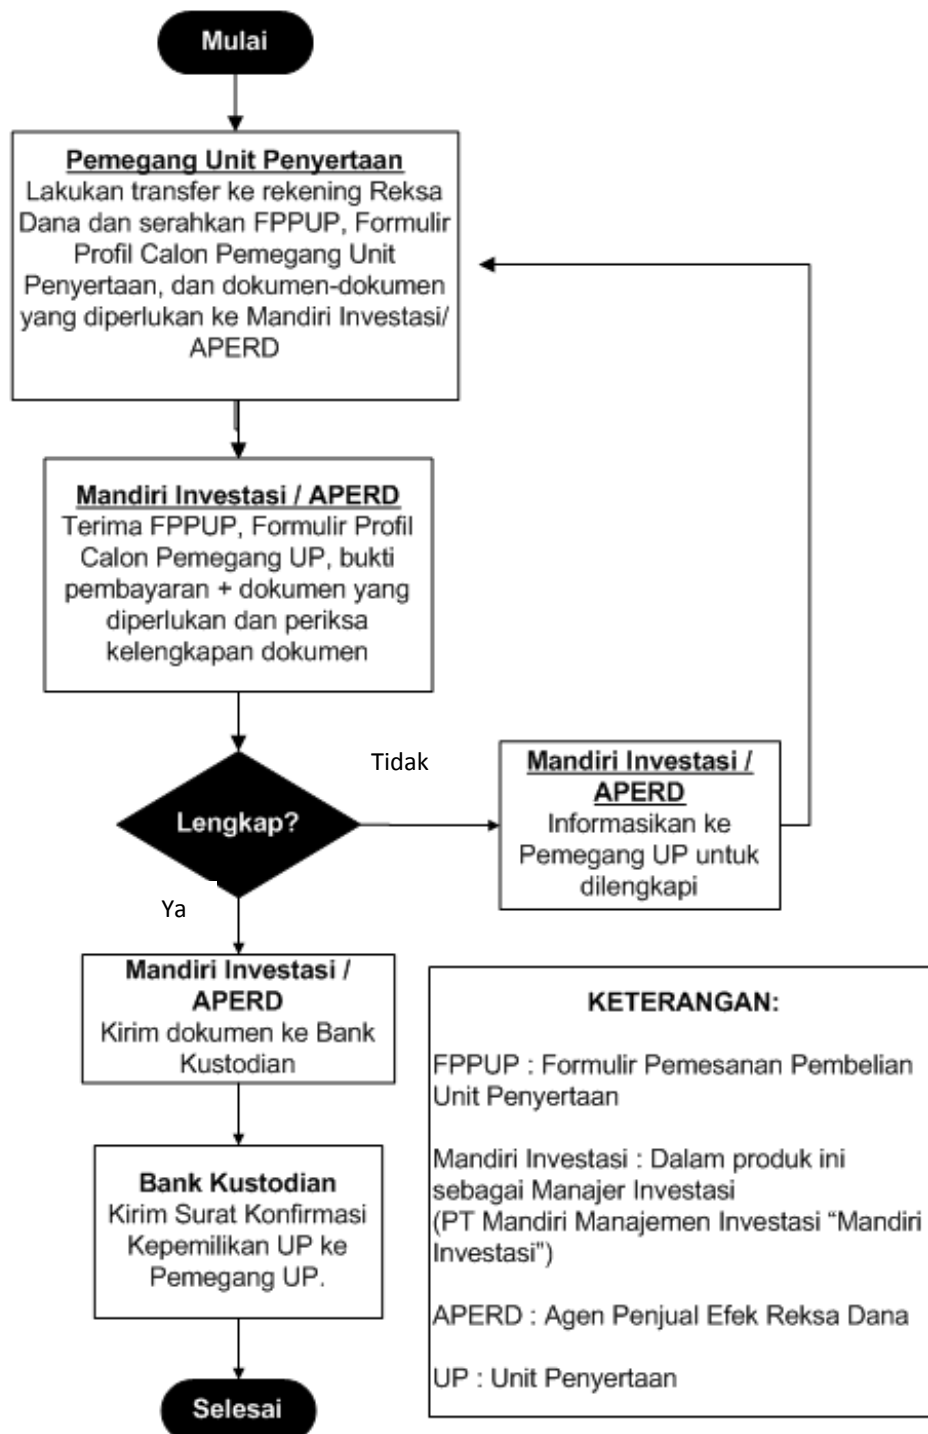 Mulai
Pemegang Unit Penyertaan
Lakukan transfer ke rekening Reksa
Dana dan serahkan FPPUP, Formulir
Profil Calon Pemegang Unit
Penyertaan, dan dokumen-dokumen
yang diperlukan ke Mandiri Investasi/
APERD
Mandiri Investasi / APERD
Terima FPPUP, Formulir Profil
Calon Pemegang UP, bukti
pembayaran + dokumen yang
diperlukan dan periksa
kelengkapan dokumen
Lengkap?
Tidak
Mandiri Investasi /
APERD
Informasikan ke
Pemegang UP untuk
dilengkapi
Ya
Mandiri Investasi /
APERD
Kirim dokumen ke Bank
Kustodian
Bank Kustodian
Kirim Surat Konfirmasi
Kepemilikan UP ke
Pemegang UP.
Selesai
KETERANGAN:
FPPUP : Formulir Pemesanan Pembelian
Unit Penyertaan
Mandiri Investasi : Dalam produk ini
sebagai Manajer Investasi
(PT Mandiri Manajemen Investasi “Mandiri
Investasi”)
APERD : Agen Penjual Efek Reksa Dana
UP : Unit Penyertaan